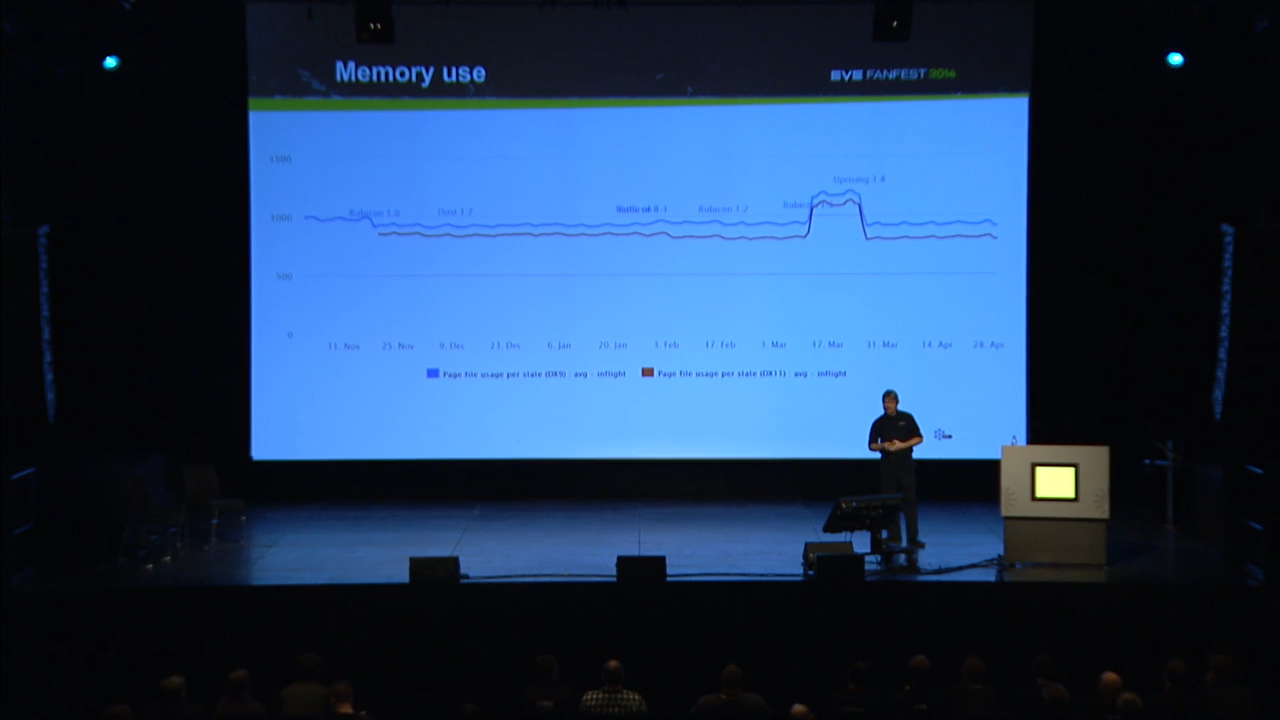 Memory use
EVE FANFEST 2014
1500
Uprising 1.8
1000
Rubicon 1.0
Dust 1.7
Rubicon 1.2
500
0
11. Nov 25. Nov 9. Dec 23. Dec 6. Jan 20. Jan 3. Feb 17. Feb 3. Mar 17. Mar 31. Mar 14. Apr 28. Apr
Page file usage per state (DX9) : avg - inflight Page file usage per state (DX11) : avg - inflight